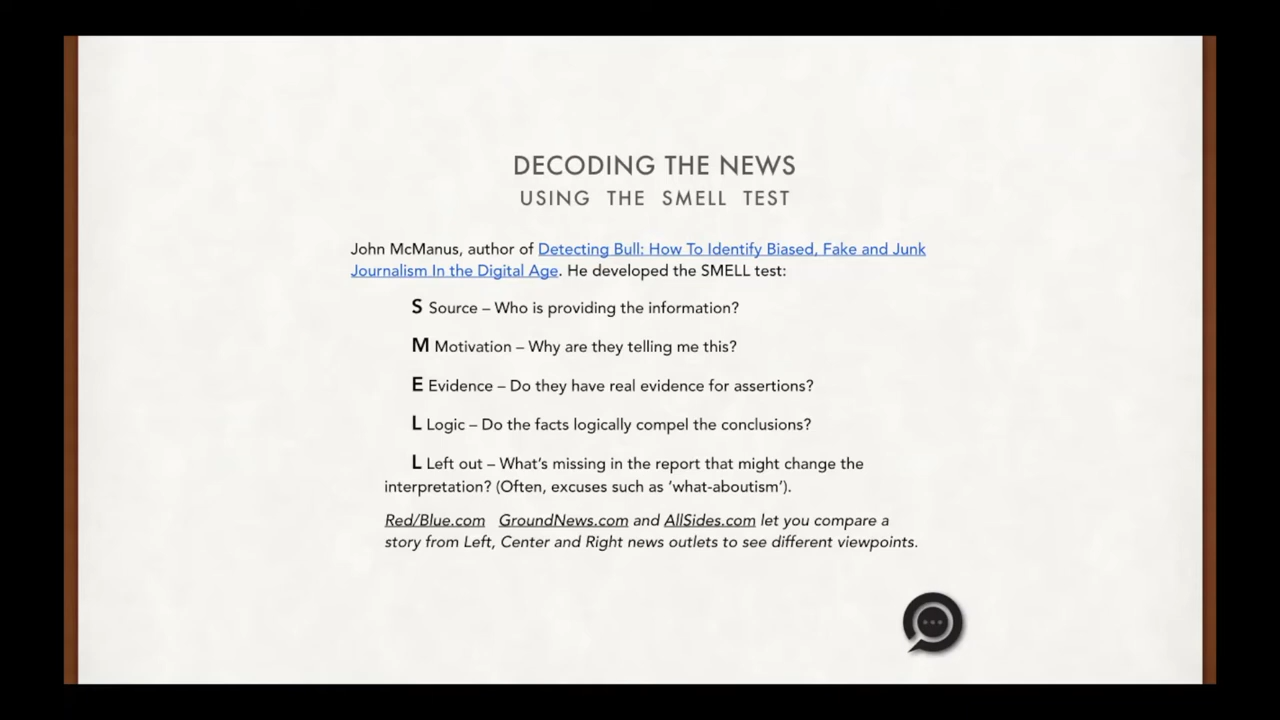 DECODING THE NEWS
USING THE SMELL TEST
John McManus, author of Detecting Bull: How To Identify Biased, Fake and Junk
Journalism In the Digital Age. He developed the SMELL test:
S Source – Who is providing the information?
M Motivation – Why are they telling me this?
E Evidence – Do they have real evidence for assertions?
L Logic – Do the facts logically compel the conclusions?
L Left out – What’s missing in the report that might change the
interpretation? (Often, excuses such as ‘what-aboutism’).
Red/Blue.com GroundNews.com and AllSides.com let you compare a
story from Left, Center and Right news outlets to see different viewpoints.